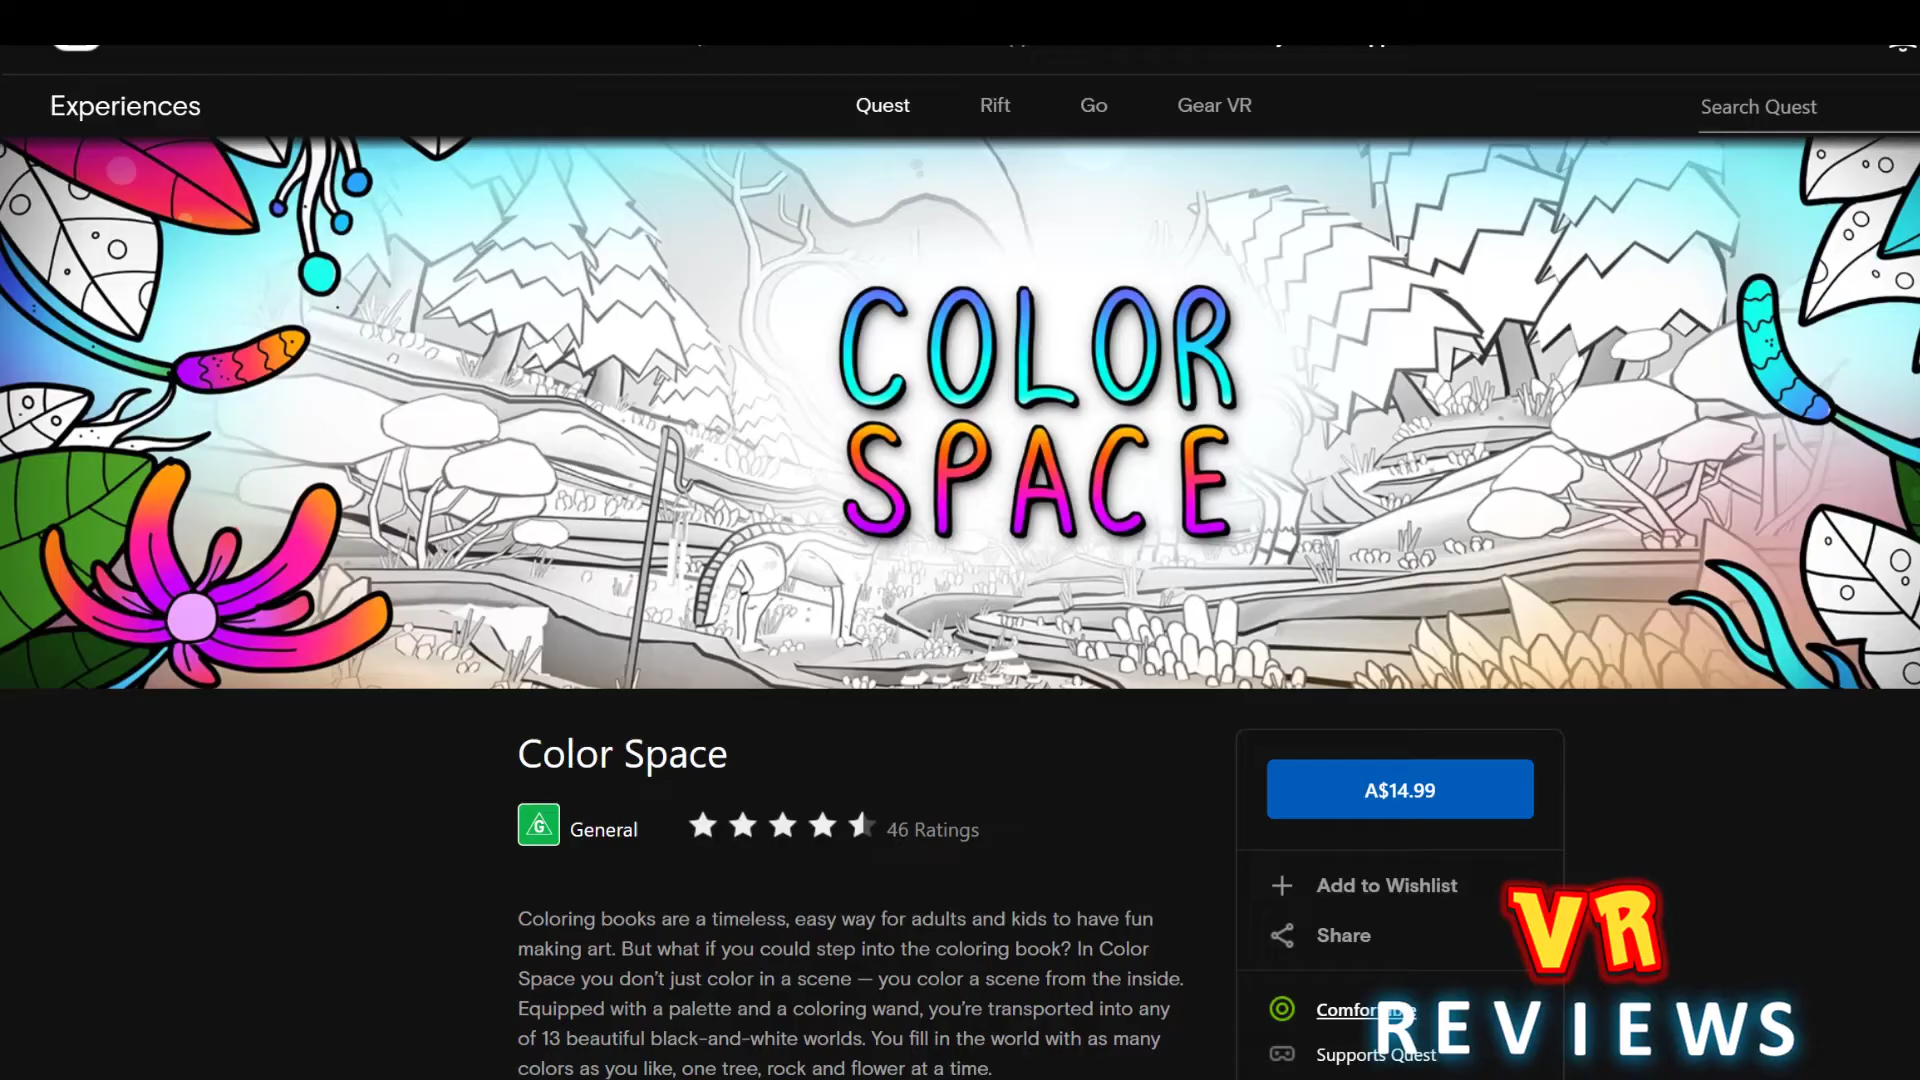 Experiences
Quest
Rift
Go
Gear VR
Search Quest
COLOR
SPACE
Color Space
G
General
46 Ratings
A$14.99
Add to Wishlist
Share
Coloring books are a timeless, easy way for adults and kids to have fun
making art. But what if you could step into the coloring book? In Color
Space you don't just color in a scene — you color a scene from the inside.
Equipped with a palette and a coloring wand, you're transported into any
of 13 beautiful black-and-white worlds. You fill in the world with as many
colors as you like, one tree, rock and flower at a time.
Supports Quest
VR
REVIEWS